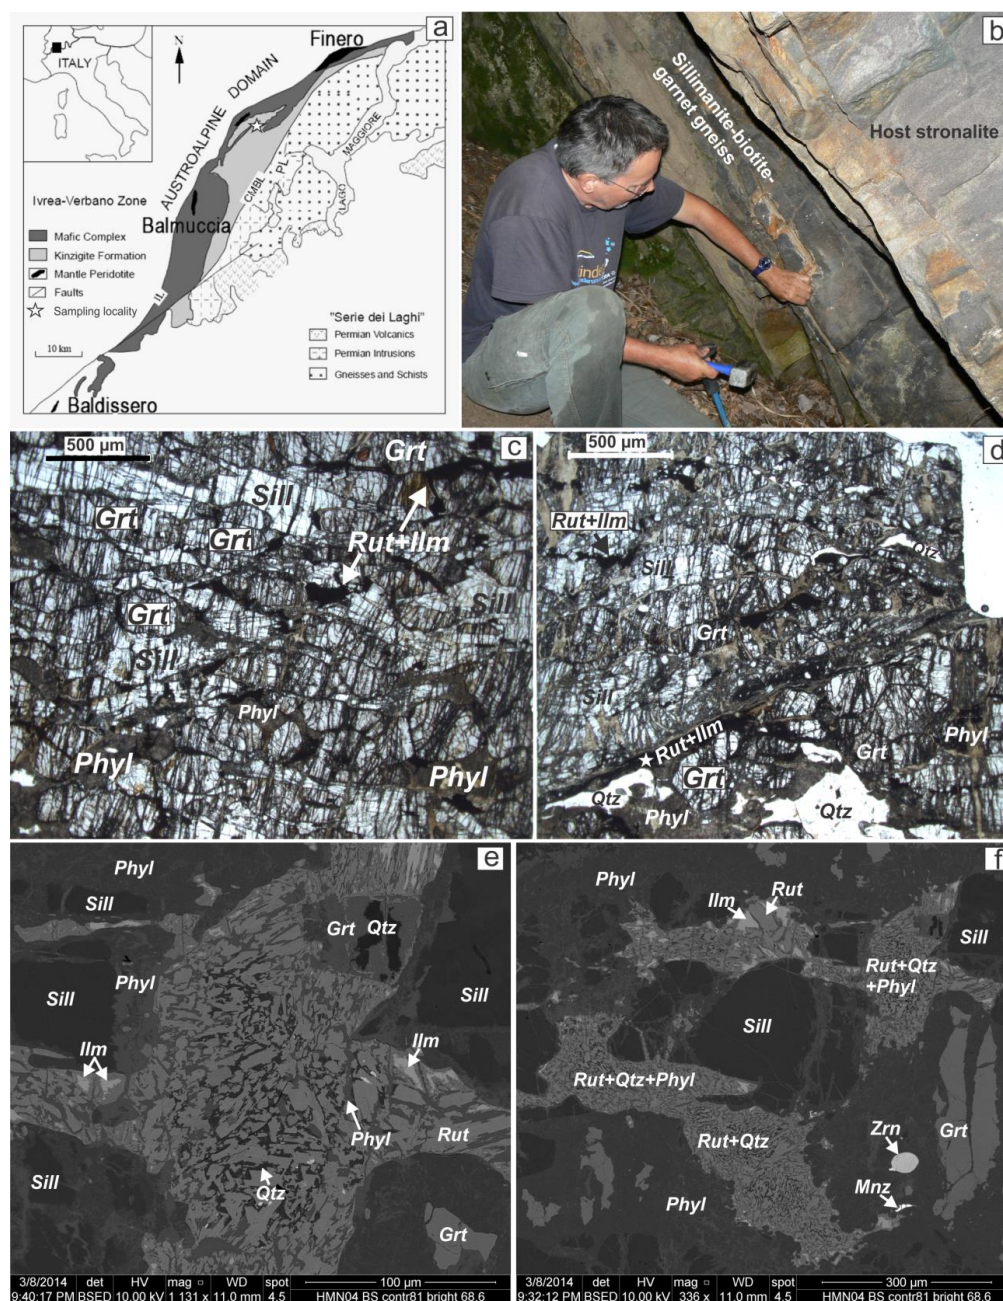 a
ITALY
N
Finero
AUSTROALPINE DOMAIN
MAGGIORE
LAGO
P.L.
CMBL
Balmuccia
IL
Ivrea-Verbano Zone
Mafic Complex
Kinzigite Formation
Mantle Peridotite
Faults
Sampling locality
10 km
Baldissero
"Serie dei Laghi"
Permian Volcanics
Permian Intrusions
Gneisses and Schists
b
Sillimanite-biotite-
garnet gneiss
Host stronalite
c
500 µm
Grt
Sill
Grt
Grt
Rut+Ilm
Sill
Grt
Sill
Phyl
Phyl
Phyl
d
500 µm
Rut+Ilm
Qtz
Sill
Grt
Sill
Phyl
Rut+Ilm
Grt
Grt
Qtz
Qtz
Phyl
e
Phyl
Sill
Grt
Qtz
Phyl
Sill
Sill
Ilm
Ilm
Phyl
Rut
Sill
Qtz
Grt
3/8/2014 det HV mag □ WD spot 100 µm
9:40:17 PM BSED 10.00 kV 1 131 x 11.0 mm 4.5 HMN04 BS contr81 bright 68.6
f
Phyl
Ilm
Rut
Sill
Rut+Qtz
+Phyl
Sill
Rut+Qtz+Phyl
Rut+Qtz
Zrn
Grt
Mnz
Phyl
3/8/2014 det HV mag □ WD spot 300 µm
9:32:12 PM BSED 10.00 kV 336 x 11.0 mm 4.5 HMN04 BS contr81 bright 68.6